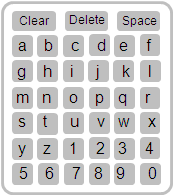 Clear Delete Space
a b c d e f
g h i j k l
m n o p q r
s t u v w x
y z 1 2 3 4
5 6 7 8 9 0